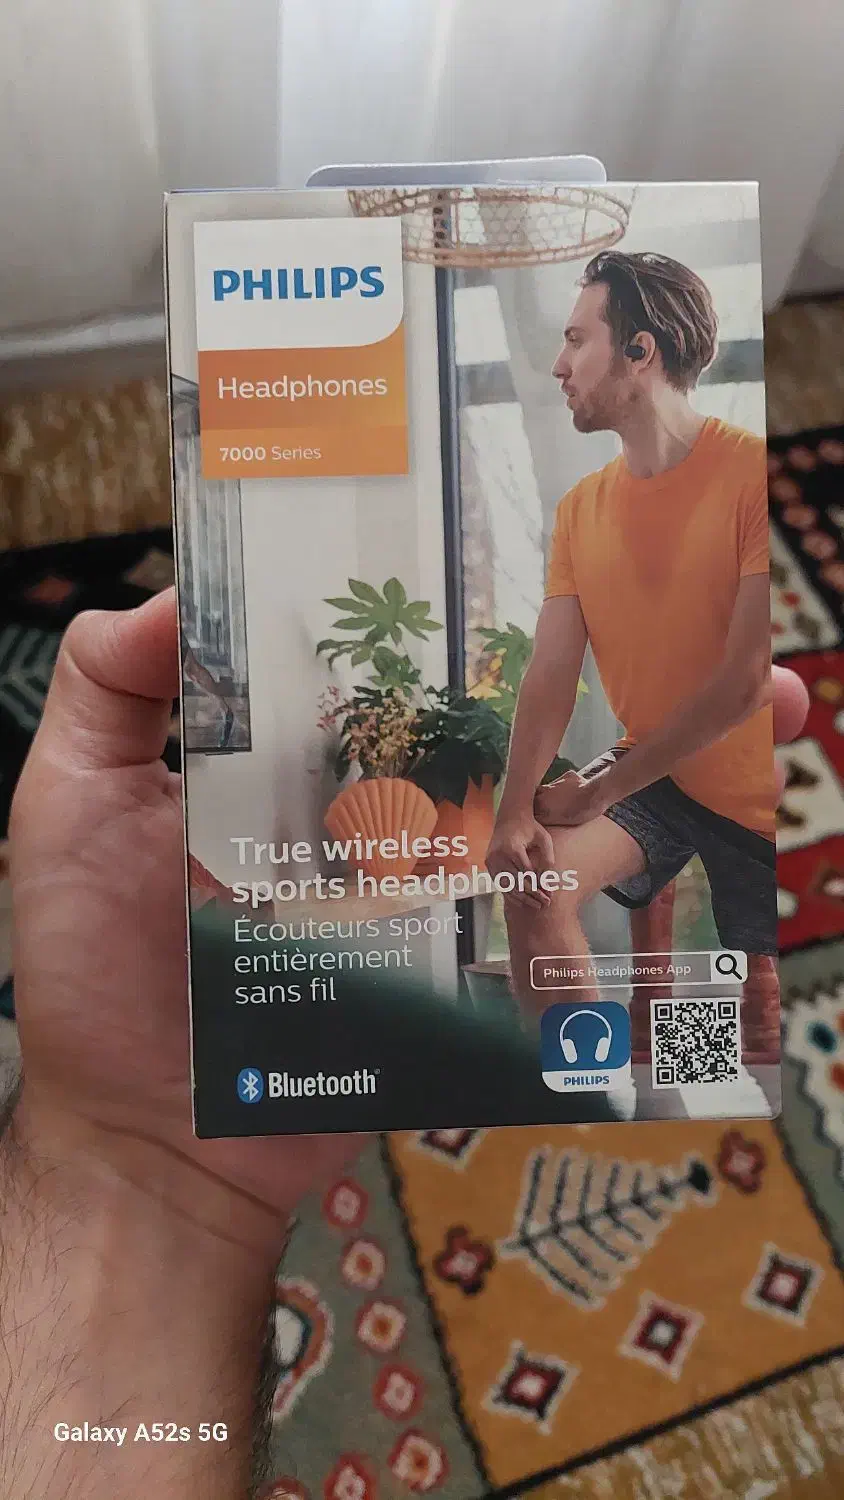 PHILIPS
Headphones
7000 Series
True wireless
sports headphones
Écouteurs sport
entièrement
sans fil
Philips Headphones App
PHILIPS
Bluetooth®
Galaxy A52s 5G